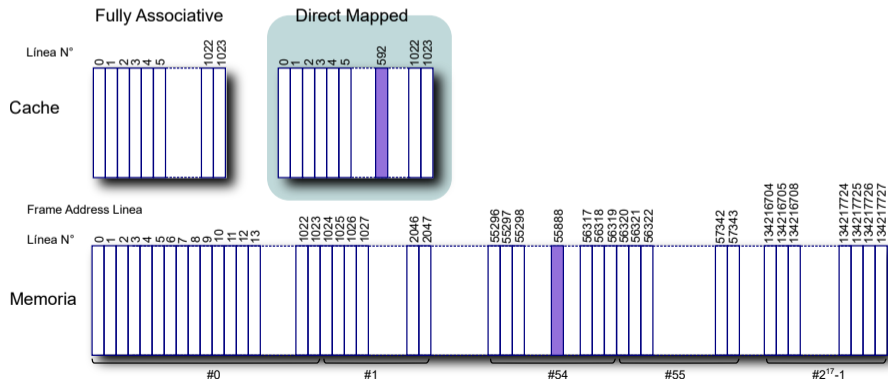 Fully Associative
Direct Mapped
Línea N°
0 1 2 3 4 5 1022 1023
0 1 2 3 4 5 592 1022 1023
Cache
Frame Address Linea
Línea N°
0 1 2 3 4 5 6 7 8 9 10 11 12 13 1022 1023 1024 1025 1026 1027 2046 2047 55296 55297 55298 55888 56317 56318 56319 56320 56321 56322 57342 57343 134216704 134216705 134216708 134217724 134217725 134217726 134217727
Memoria
#0 #1 #54 #55 #2¹⁷-1